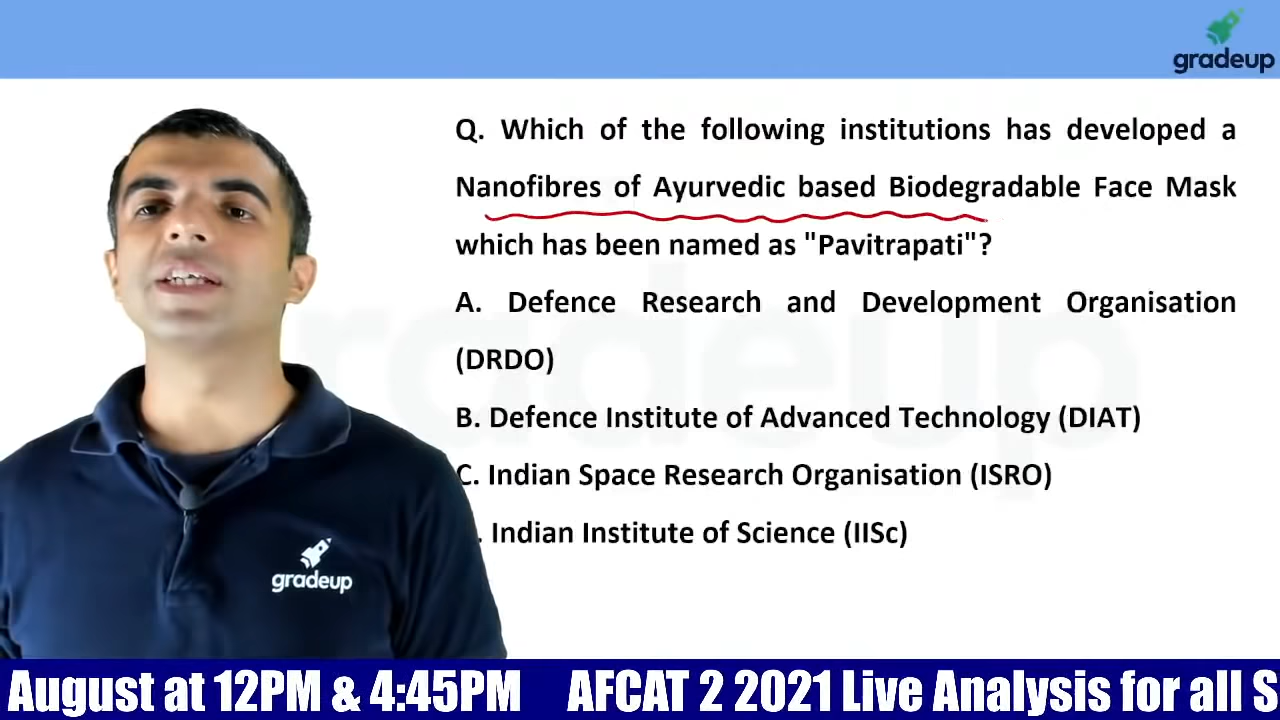 gradeup
Q. Which of the following institutions has developed a
Nanofibres of Ayurvedic based Biodegradable Face Mask
which has been named as "Pavitrapati"?
A. Defence Research and Development Organisation
(DRDO)
B. Defence Institute of Advanced Technology (DIAT)
C. Indian Space Research Organisation (ISRO)
. Indian Institute of Science (IISc)
gradeup
August at 12PM & 4:45PM AFCAT 2 2021 Live Analysis for all S